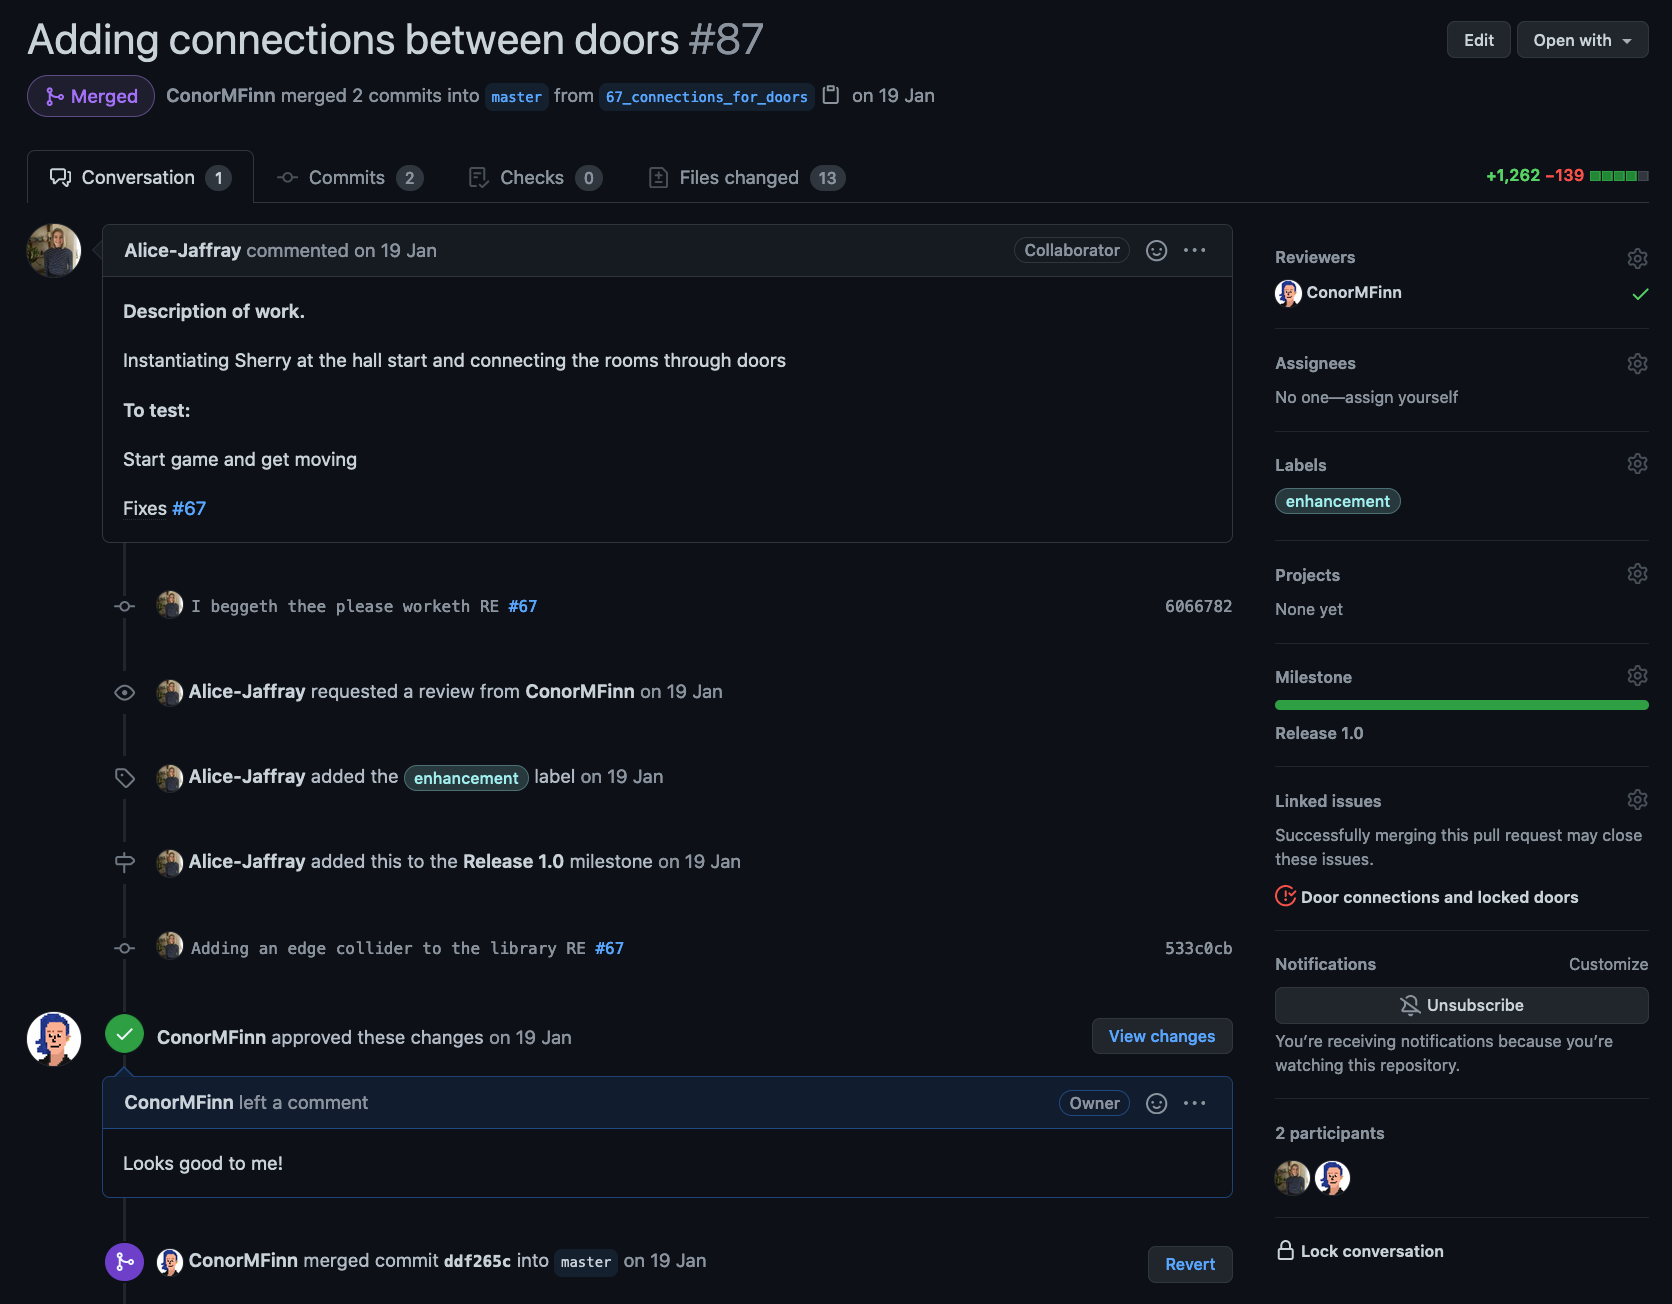 Adding connections between doors #87
Edit
Open with
Merged
ConorMFinn merged 2 commits into master from 67_connections_for_doors on 19 Jan
Conversation 1
Commits 2
Checks 0
Files changed 13
+1,262 −139
Alice-Jaffray commented on 19 Jan
Collaborator
Description of work.
Instantiating Sherry at the hall start and connecting the rooms through doors
To test:
Start game and get moving
Fixes #67
I beggeth thee please worketh RE #67
6066782
Alice-Jaffray requested a review from ConorMFinn on 19 Jan
Alice-Jaffray added the enhancement label on 19 Jan
Alice-Jaffray added this to the Release 1.0 milestone on 19 Jan
Adding an edge collider to the library RE #67
533c0cb
ConorMFinn approved these changes on 19 Jan
View changes
ConorMFinn left a comment
Owner
Looks good to me!
ConorMFinn merged commit ddf265c into master on 19 Jan
Revert
Reviewers
ConorMFinn
Assignees
No one—assign yourself
Labels
enhancement
Projects
None yet
Milestone
Release 1.0
Linked issues
Successfully merging this pull request may close
these issues.
Door connections and locked doors
Notifications
Customize
Unsubscribe
You’re receiving notifications because you’re
watching this repository.
2 participants
Lock conversation